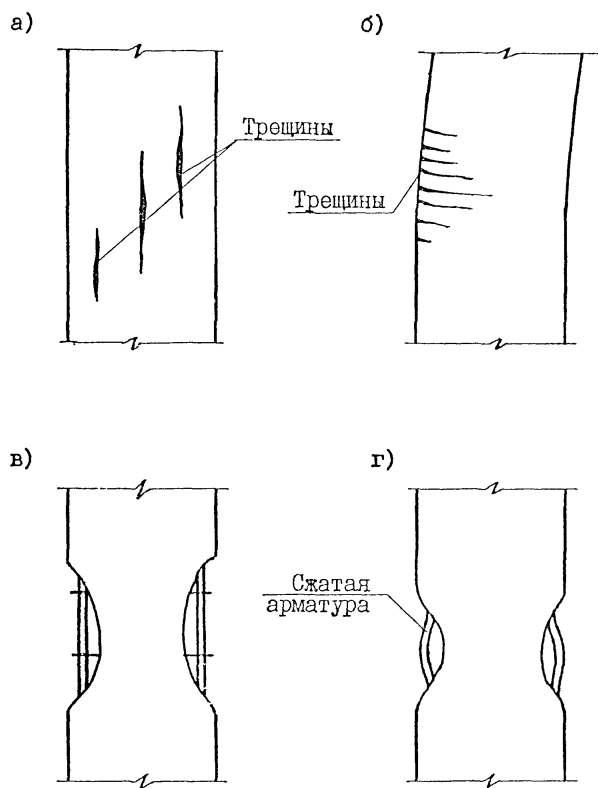 а)
б)
Трещины
Трещины
в)
г)
Сжатая
арматура